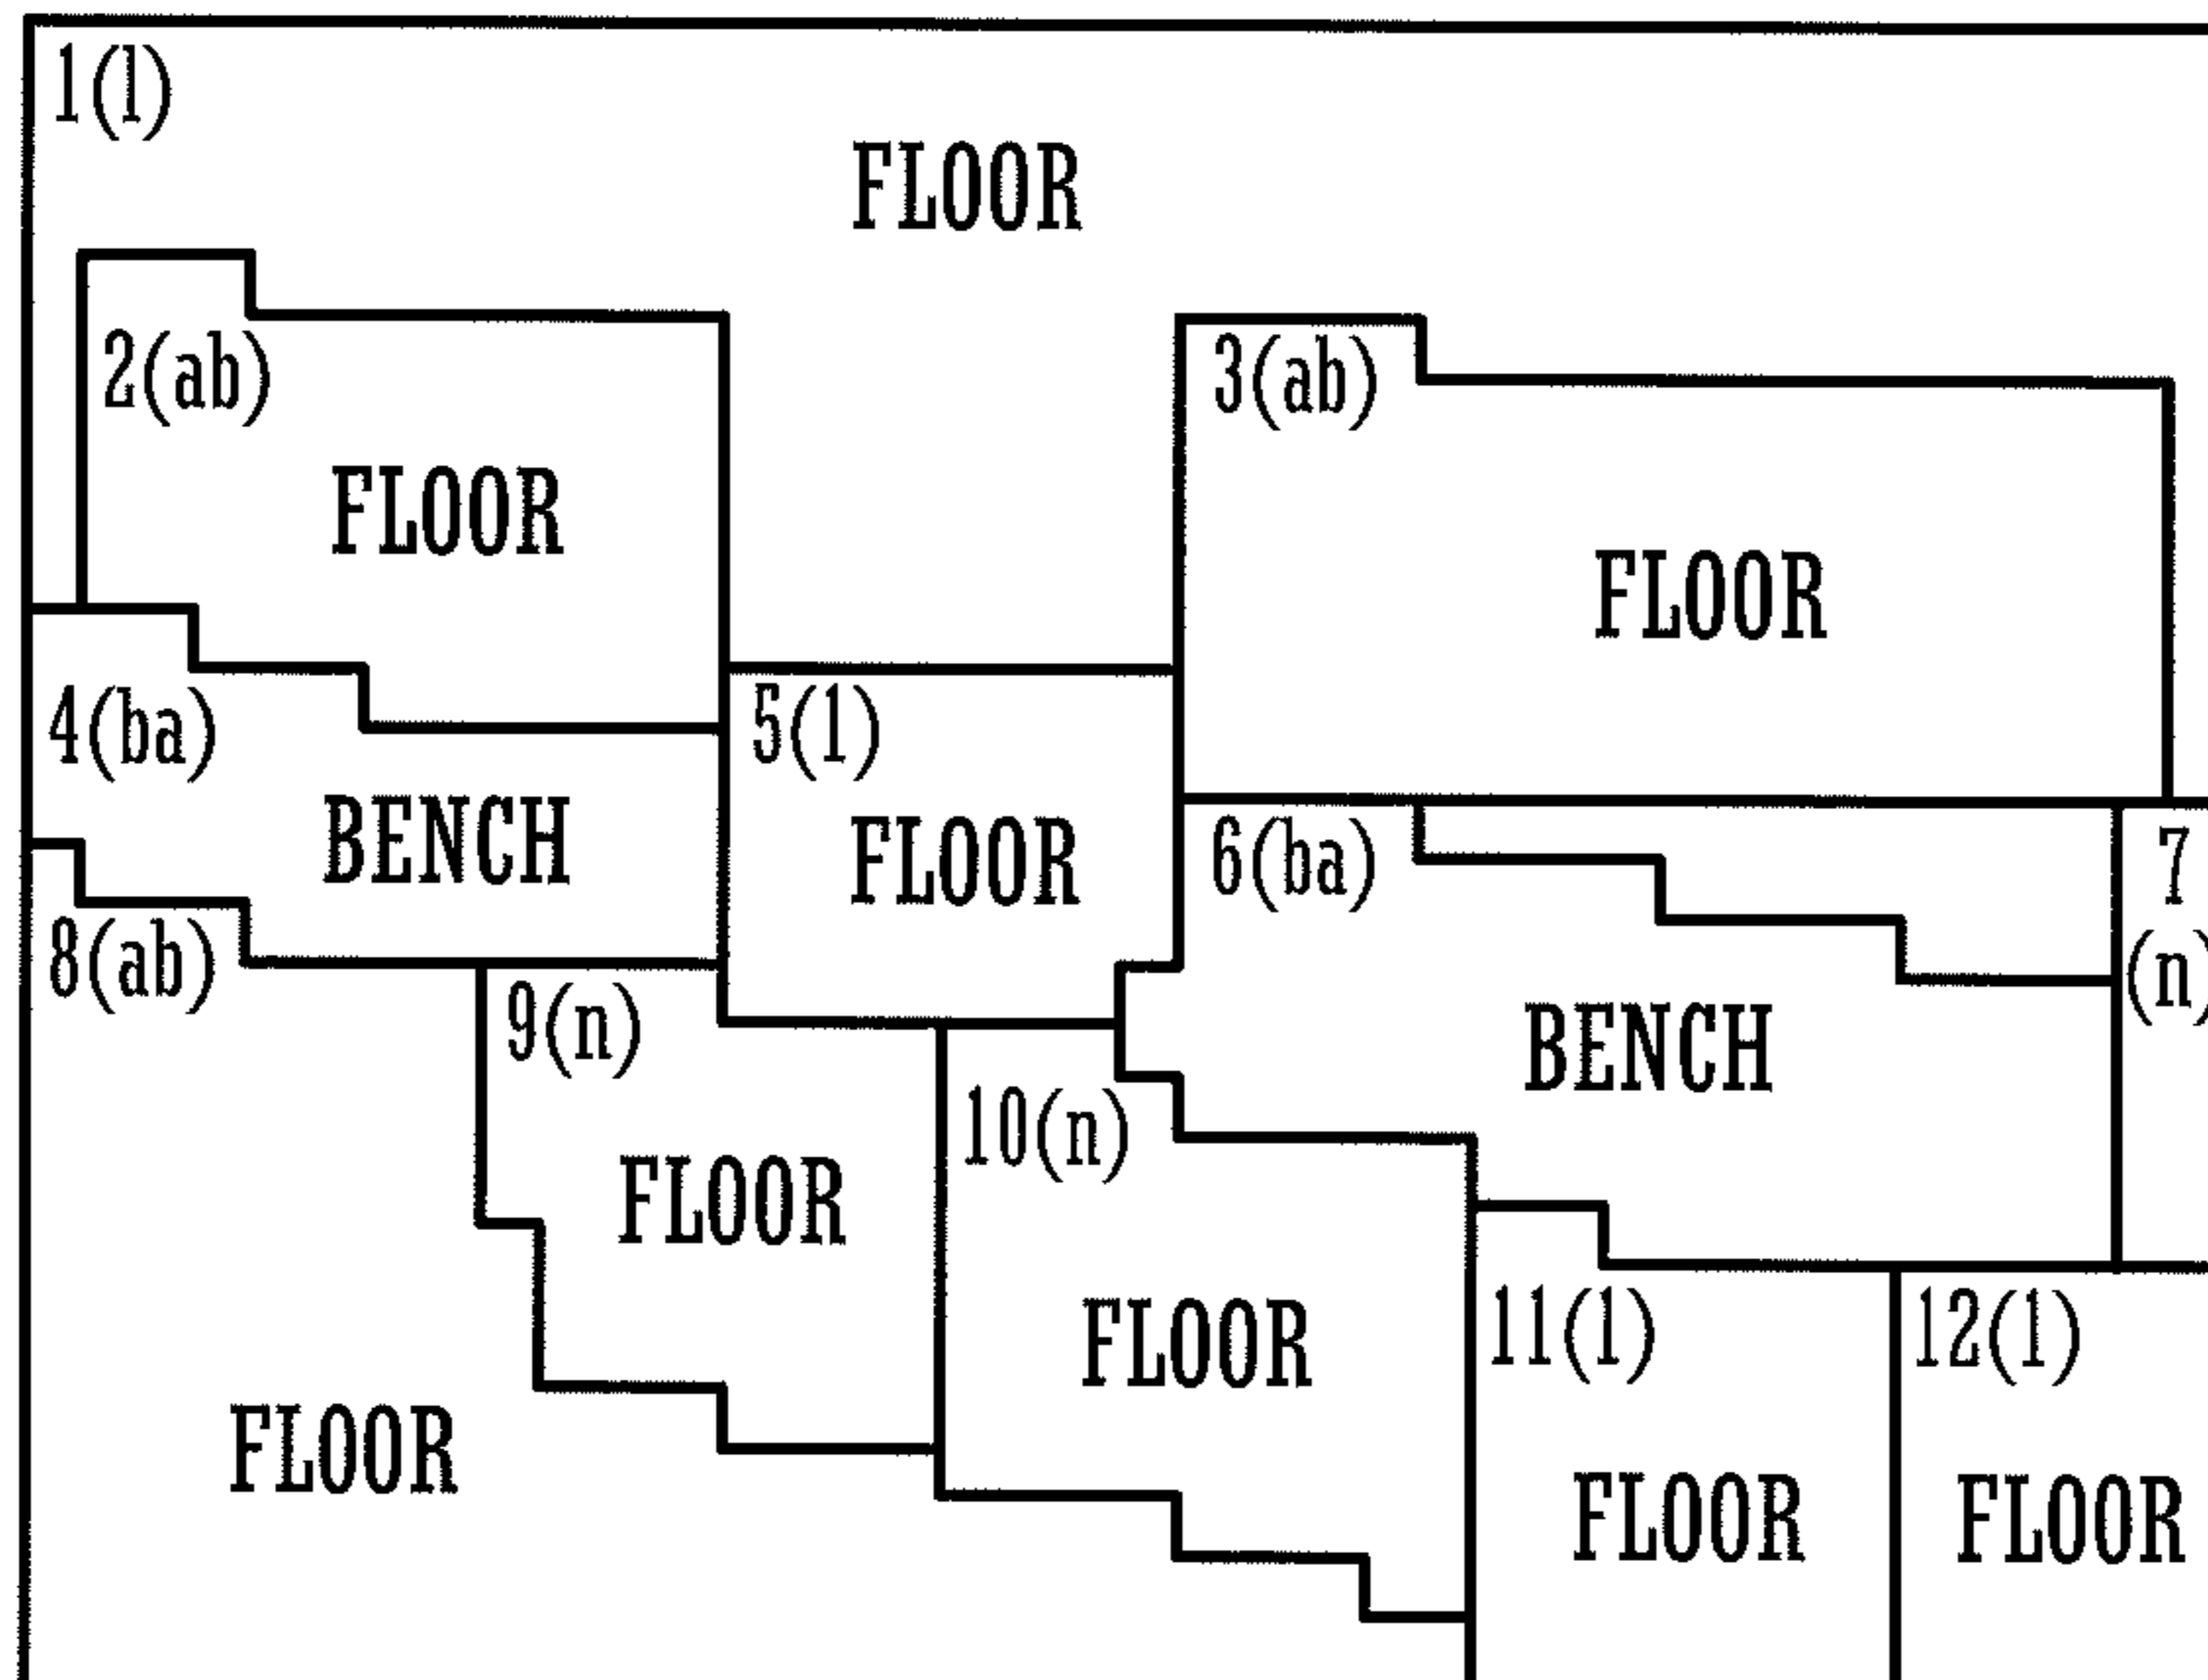 1(l)
FLOOR
2(ab)
FLOOR
3(ab)
FLOOR
4(ba)
BENCH
5(1)
FLOOR
6(ba)
BENCH
7
(n)
8(ab)
FLOOR
9(n)
FLOOR
10(n)
FLOOR
11(1)
FLOOR
12(1)
FLOOR